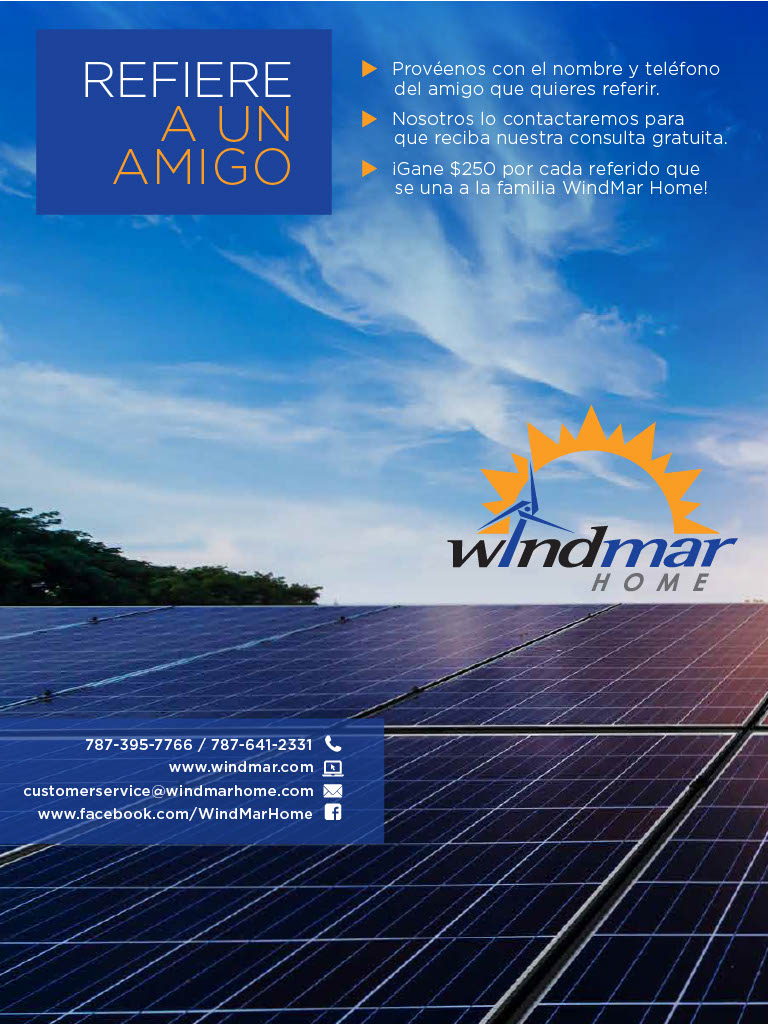 REFIERE
A UN
AMIGO
Provéenos con el nombre y teléfono
del amigo que quieres referir.
Nosotros lo contactaremos para
que reciba nuestra consulta gratuita.
¡Gane $250 por cada referido que
se una a la familia WindMar Home!
windmar
HOME
787-395-7766 / 787-641-2331
www.windmar.com
customerservice@windmarhome.com
www.facebook.com/WindMarHome